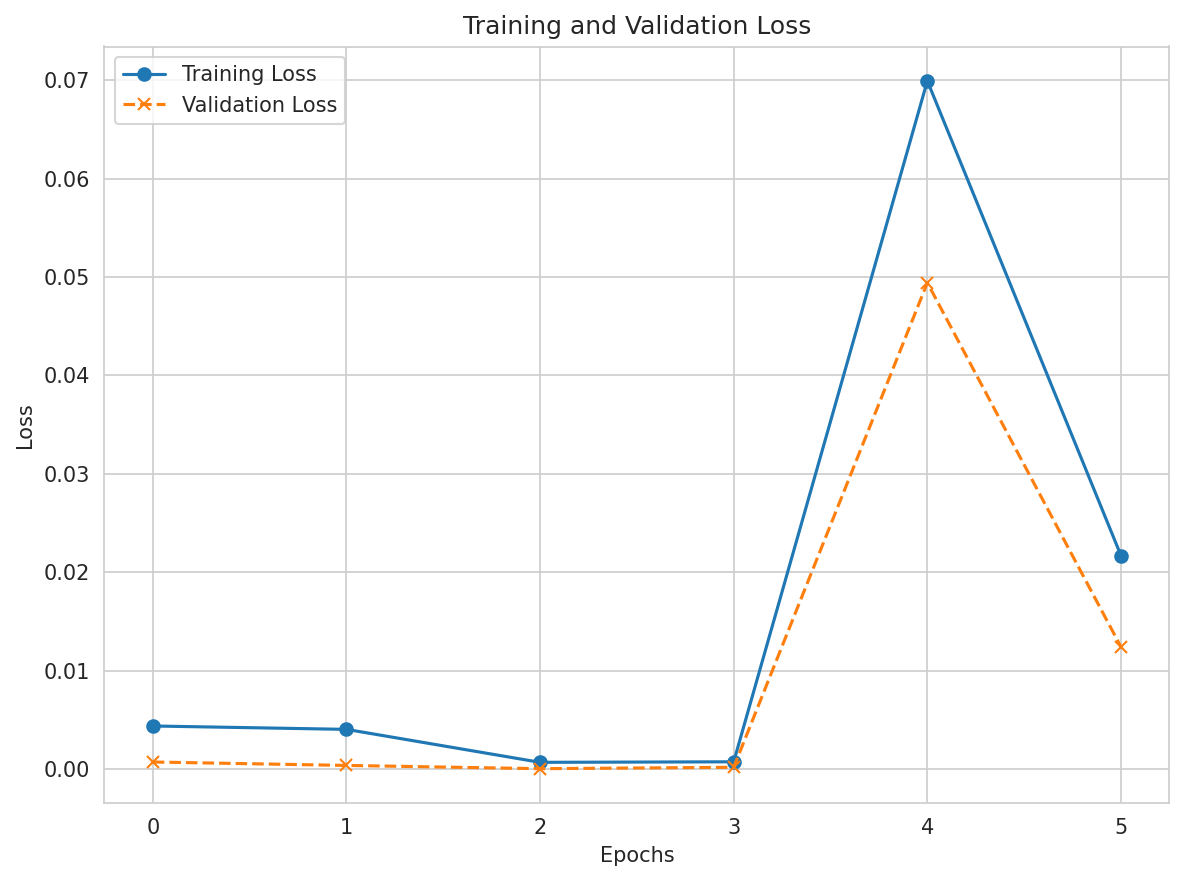 Training and Validation Loss
Training Loss
Validation Loss
0.07
0.06
0.05
0.04
0.03
0.02
0.01
0.00
Loss
0 1 2 3 4 5
Epochs